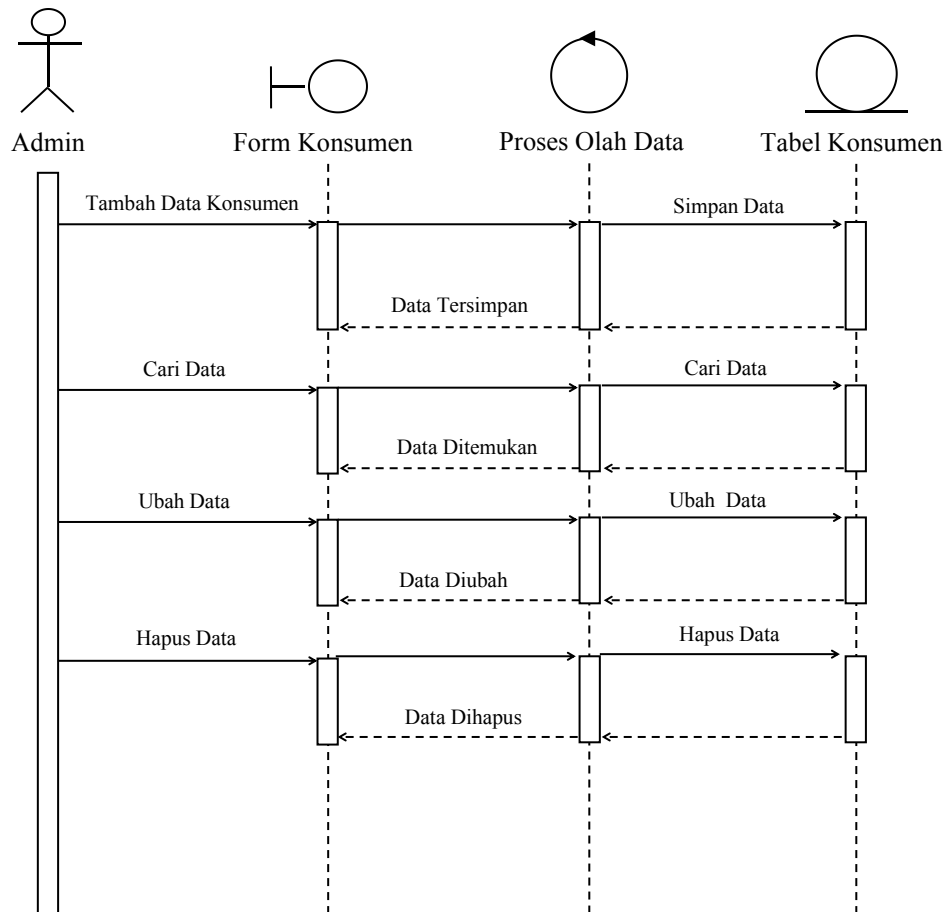 Admin
Form Konsumen
Proses Olah Data
Tabel Konsumen
Tambah Data Konsumen
Simpan Data
Data Tersimpan
Cari Data
Cari Data
Data Ditemukan
Ubah Data
Ubah  Data
Data Diubah
Hapus Data
Hapus Data
Data Dihapus